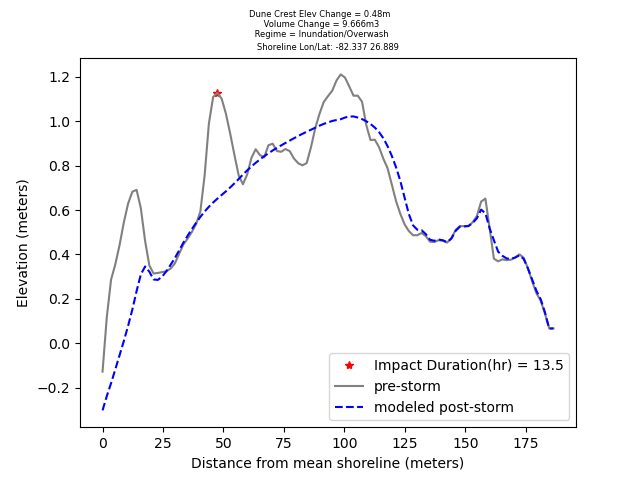 Dune Crest Elev Change = 0.48m
Volume Change = 9.666m3
Regime = Inundation/Overwash
Shoreline Lon/Lat: -82.337 26.889
1.2
1.0
0.8
0.6
0.4
0.2
0.0
−0.2
Elevation (meters)
Impact Duration(hr) = 13.5
pre-storm
modeled post-storm
0 25 50 75 100 125 150 175
Distance from mean shoreline (meters)